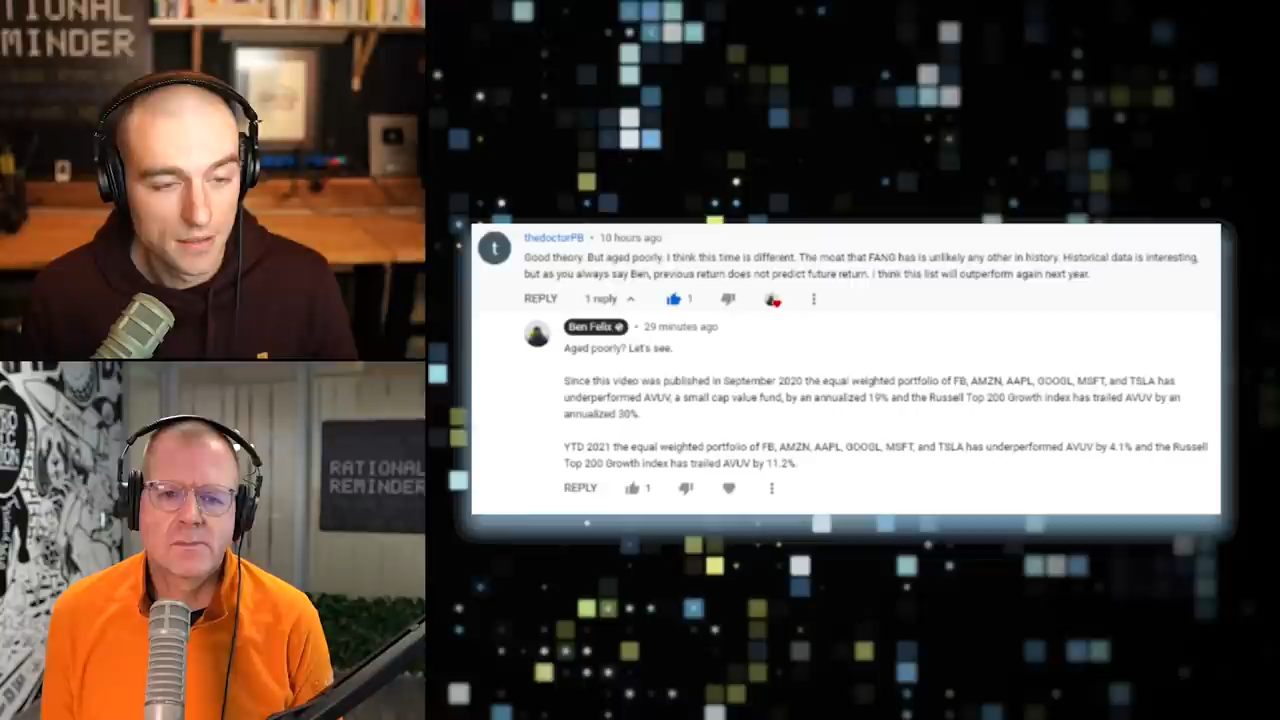 TIONAL
MINDER
RATIONAL
REMINDER
thedoctorPB • 10 hours ago
Good theory. But aged poorly. I think this time is different. The moat that FANG has is unlikely any other in history. Historical data is interesting,
but as you always say Ben, previous return does not predict future return. I think this list will outperform again next year.
REPLY 1 reply 1
t
Ben Felix • 29 minutes ago
Aged poorly? Let's see.
Since this video was published in September 2020 the equal weighted portfolio of FB, AMZN, AAPL, GOOGL, MSFT, and TSLA has
underperformed AVUV, a small cap value fund, by an annualized 19% and the Russell Top 200 Growth index has trailed AVUV by an
annualized 30%.
YTD 2021 the equal weighted portfolio of FB, AMZN, AAPL, GOOGL, MSFT, and TSLA has underperformed AVUV by 4.1% and the Russell
Top 200 Growth index has trailed AVUV by 11.2%.
REPLY 1